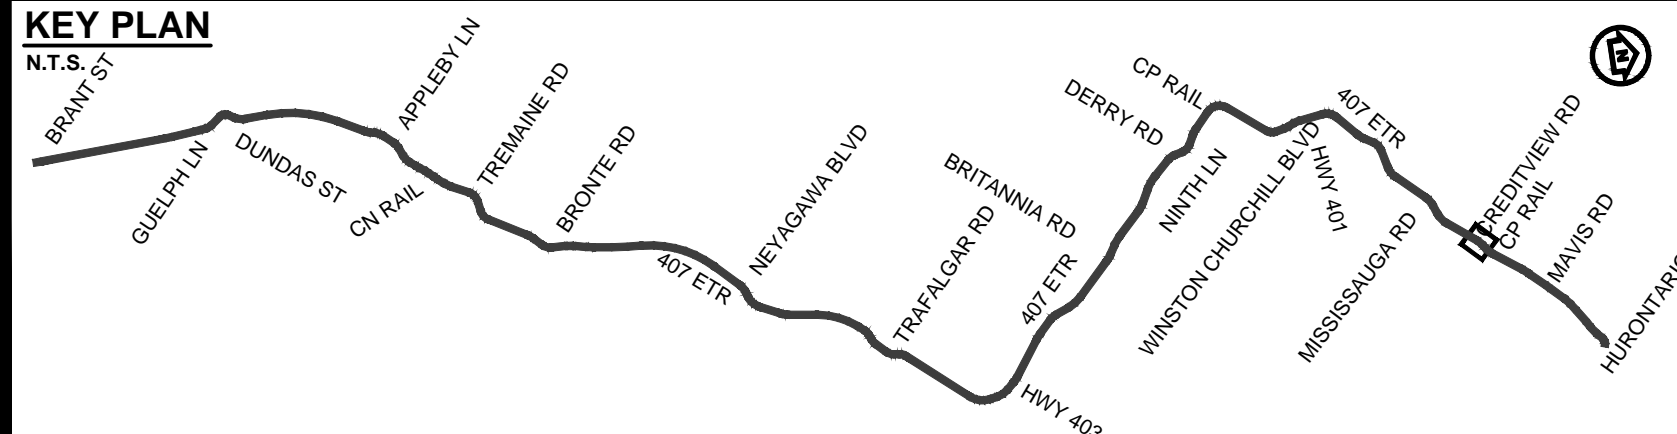 KEY PLAN
N.T.S.
BRANT ST
GUELPH LN
DUNDAS ST
CN RAIL
APPLEBY LN
TREMAINE RD
BRONTE RD
407 ETR
NEYAGAWA BLVD
TRAFALGAR RD
BRITANNIA RD
407 ETR
HWY 403
DERRY RD
CP RAIL
NINTH LN
WINSTON CHURCHILL BLVD
HWY 401
407 ETR
MISSISSAUGA RD
CREDITVIEW RD
CP RAIL
MAVIS RD
HURONTARIO
N